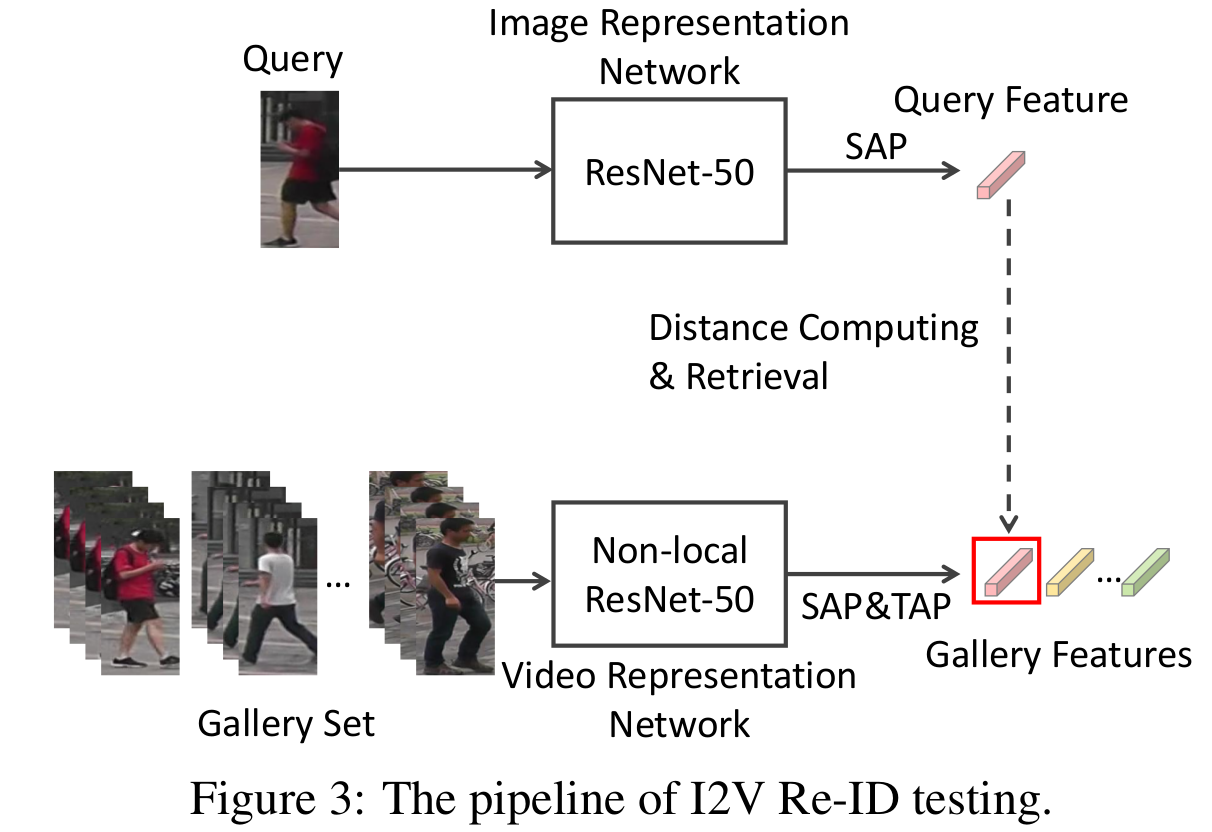 Image Representation
Network
Query
Query Feature
ResNet-50
SAP
Distance Computing
& Retrieval
...
Non-local
ResNet-50
SAP&TAP
...
Gallery Features
Video Representation
Network
Gallery Set
Figure 3: The pipeline of I2V Re-ID testing.